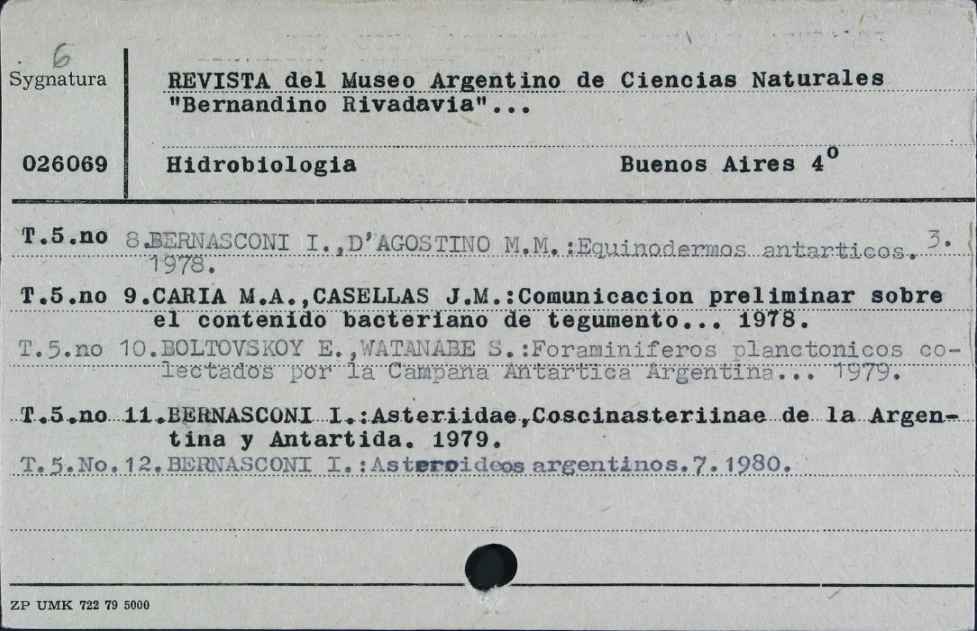 6
Sygnatura
REVISTA del Museo Argentino de Ciencias Naturales
"Bernandino Rivadavia"...
026069
Hidrobiologia Buenos Aires 4º
T.5.no 8.BERNASCONI I.,D'AGOSTINO M.M.:Equinodermos antarticos. 3.
1978.
T.5.no 9.CARIA M.A.,CASELLAS J.M.:Comunicacion preliminar sobre
el contenido bacteriano de tegumento... 1978.
T.5.no 10.BOLTOVSKOY E.,WATANABE S.:Foraminiferos planctonicos co-
lectados por la Campana Antartica Argentina... 1979.
T.5.no 11.BERNASCONI I.:Asteriidae,Coscinasteriinae de la Argen-
tina y Antartida. 1979.
T.5.No.12.BERNASCONI I.:Asteroideos argentinos.7.1980.
ZP UMK 722 79 5000